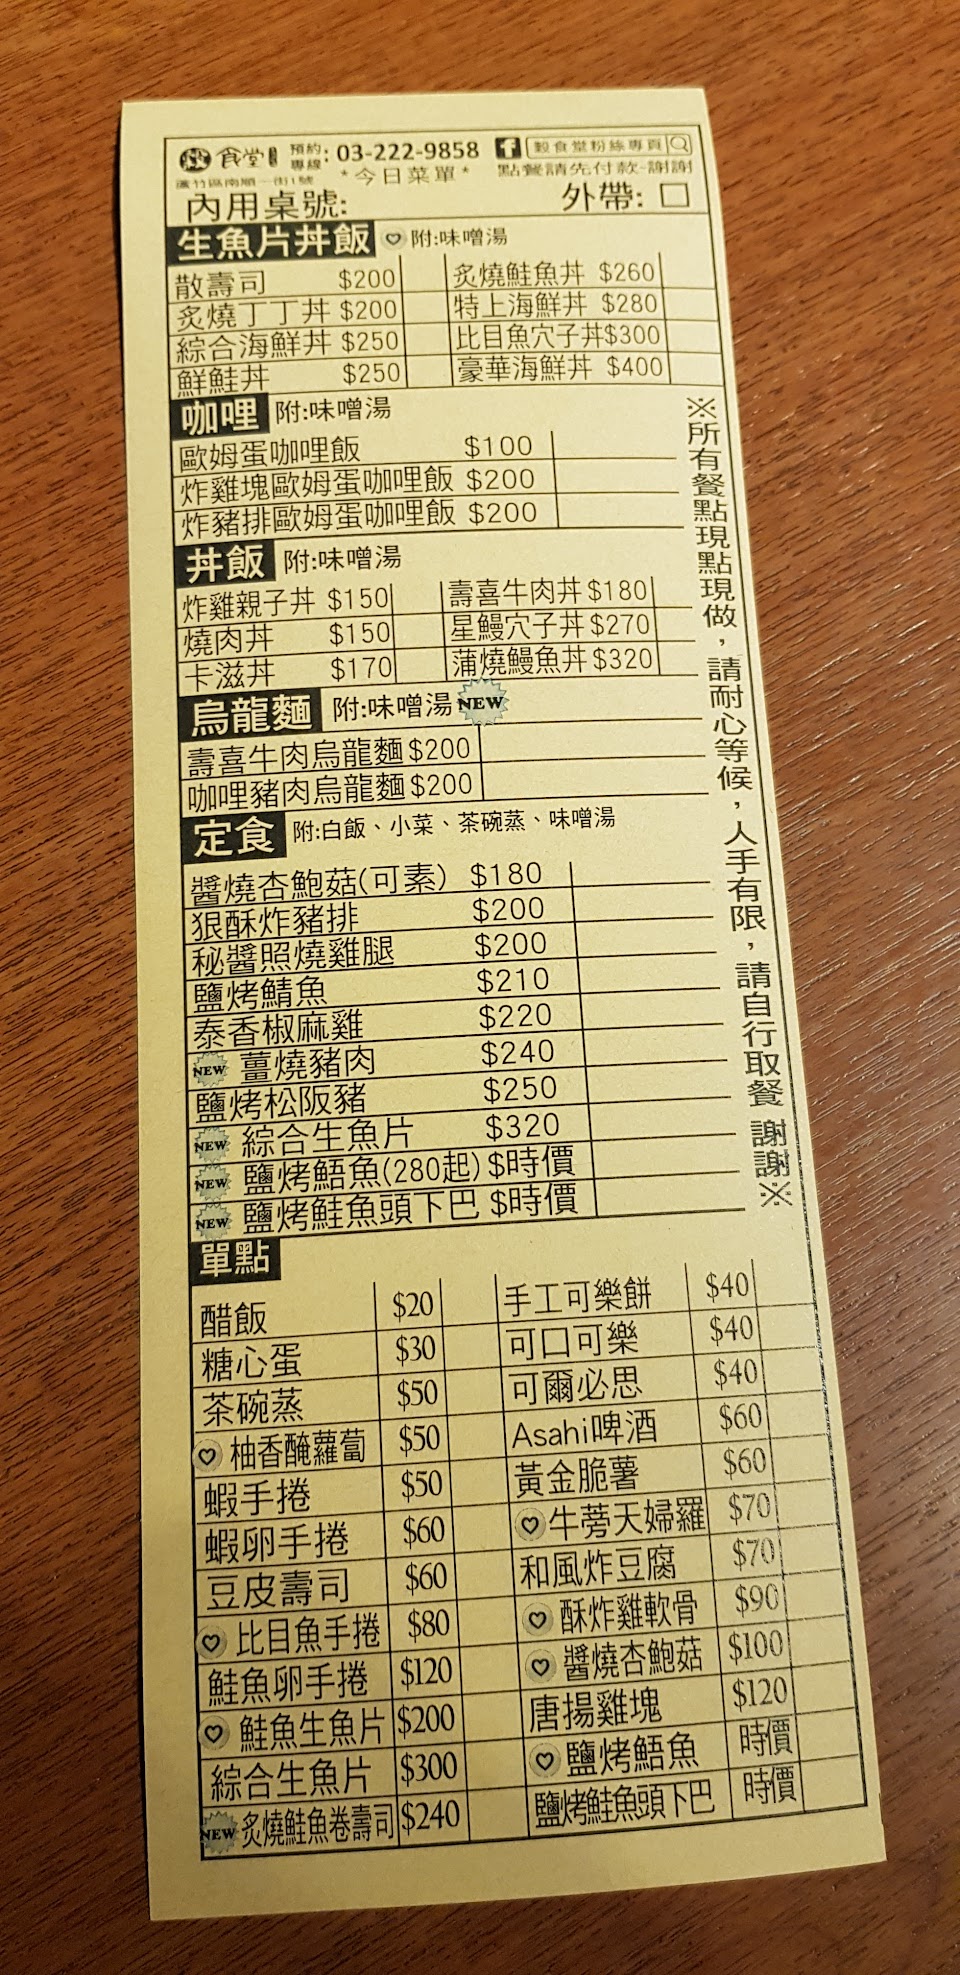 穀 食堂 預約專線: 03-222-9858 f 穀食堂粉絲專頁
蘆竹區南順一街1號 *今日菜單* 點餐請先付款-謝謝
內用桌號: 外帶: □
生魚片丼飯 ♡附:味噌湯
散壽司 $200 炙燒鮭魚丼 $260
炙燒丁丁丼 $200 特上海鮮丼 $280
綜合海鮮丼 $250 比目魚穴子丼$300
鮮鮭丼 $250 豪華海鮮丼 $400
咖哩 附:味噌湯
歐姆蛋咖哩飯 $100
炸雞塊歐姆蛋咖哩飯 $200
炸豬排歐姆蛋咖哩飯 $200
丼飯 附:味噌湯
炸雞親子丼 $150 壽喜牛肉丼 $180
燒肉丼 $150 星鰻穴子丼 $270
卡滋丼 $170 蒲燒鰻魚丼 $320
烏龍麵 附:味噌湯 NEW
壽喜牛肉烏龍麵 $200
咖哩豬肉烏龍麵 $200
定食 附:白飯、小菜、茶碗蒸、味噌湯
醬燒杏鮑菇(可素) $180
狠酥炸豬排 $200
秘醬照燒雞腿 $200
鹽烤鯖魚 $210
泰香椒麻雞 $220
NEW 薑燒豬肉 $240
鹽烤松阪豬 $250
NEW 綜合生魚片 $320
NEW 鹽烤鯃魚(280起) $時價
NEW 鹽烤鮭魚頭下巴 $時價
※所有餐點現點現做，請耐心等候，人手有限，請自行取餐 謝謝※
單點
醋飯 $20 手工可樂餅 $40
糖心蛋 $30 可口可樂 $40
茶碗蒸 $50 可爾必思 $40
♡柚香醃蘿蔔 $50 Asahi啤酒 $60
蝦手捲 $50 黃金脆薯 $60
蝦卵手捲 $60 ♡牛蒡天婦羅 $70
豆皮壽司 $60 和風炸豆腐 $70
♡比目魚手捲 $80 ♡酥炸雞軟骨 $90
鮭魚卵手捲 $120 ♡醬燒杏鮑菇 $100
♡鮭魚生魚片 $200 唐揚雞塊 $120
綜合生魚片 $300 ♡鹽烤鯃魚 時價
NEW 炙燒鮭魚卷壽司 $240 鹽烤鮭魚頭下巴 時價